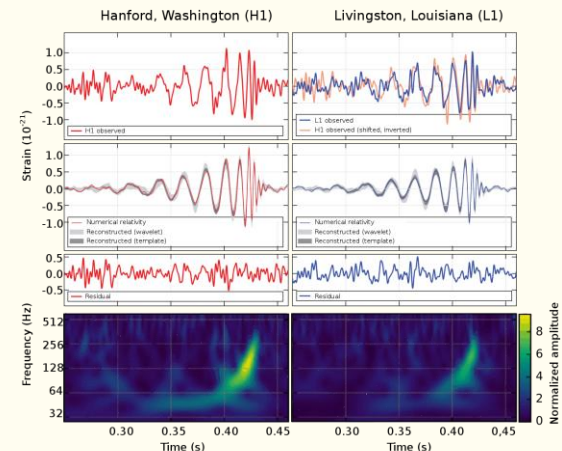 Hanford, Washington (H1)
Livingston, Louisiana (L1)
1.0
0.5
0.0
-0.5
-1.0
H1 observed
L1 observed
H1 observed (shifted, inverted)
Strain (10⁻²¹)
1.0
0.5
0.0
-0.5
-1.0
Numerical relativity
Reconstructed (wavelet)
Reconstructed (template)
Numerical relativity
Reconstructed (wavelet)
Reconstructed (template)
0.5
0.0
-0.5
Residual
Residual
Frequency (Hz)
512
256
128
64
32
Normalized amplitude
8
6
4
2
0
0.30 0.35 0.40 0.45
0.30 0.35 0.40 0,45
Time (s)
Time (s)